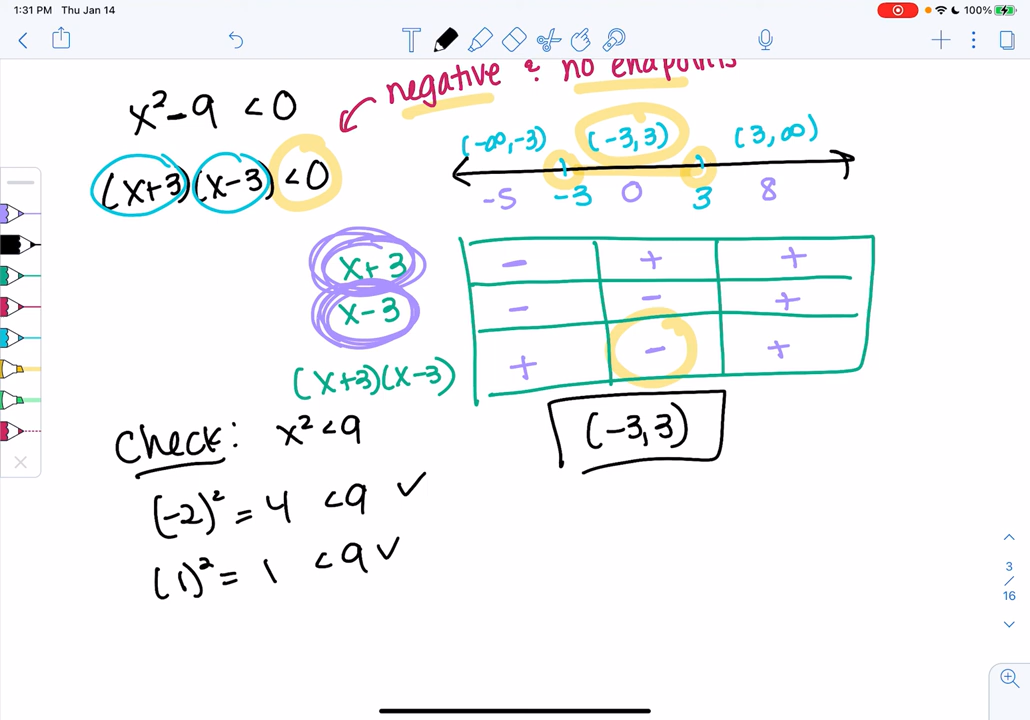 1:31 PM Thu Jan 14
100%
negative & no endpoints
x²-9 <0
(x+3)(x-3) <0
(-∞,-3) (-3,3) (3,∞)
-5 -3 0 3 8
x+3 - + +
x-3 - - +
(x+3)(x-3) + - +
(-3,3)
Check: x²<9
(-2)² = 4 <9 ✓
(1)² = 1 <9 ✓
3
/
16